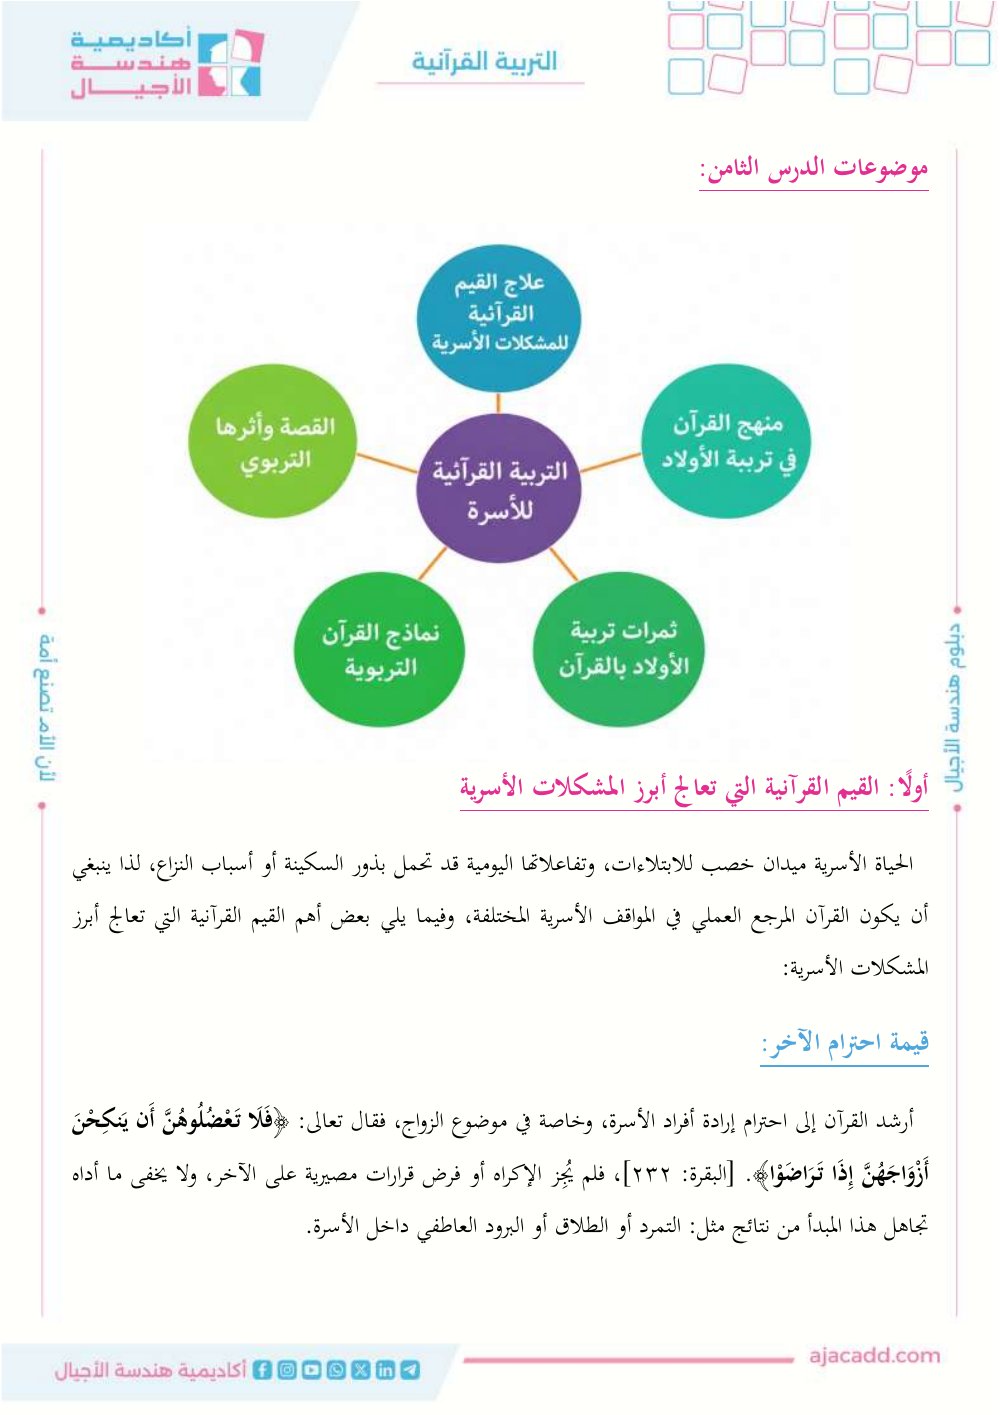 أكاديميـة
هندســـة
الأجيـــال
التربية القرآنية
موضوعات الدرس الثامن:
علاج القيم
القرآئية
للمشكلات الأسرية
منهج القرآن
في تربية الأولاد
القصة وأثرها
التربوي
التربية القرآئية
للأسرة
ثمرات تربية
الأولاد بالقرآن
نماذج القرآن
التربوية
أولًا: القيم القرآنية التي تعالج أبرز المشكلات الأسرية
الحياة الأسرية ميدان خصب للابتلاءات، وتفاعلاتها اليومية قد تحمل بذور السكينة أو أسباب النزاع، لذا ينبغي
أن يكون القرآن المرجع العملي في المواقف الأسرية المختلفة، وفيما يلي بعض أهم القيم القرآنية التي تعالج أبرز
المشكلات الأسرية:
قيمة احترام الآخر:
أرشد القرآن إلى احترام إرادة أفراد الأسرة، وخاصة في موضوع الزواج، فقال تعالى: ﴿فَلَا تَعْضُلُوهُنَّ أَن يَنكِحْنَ
أَزْوَاجَهُنَّ إِذَا تَرَاضَوْا﴾. [البقرة: ٢٣٢]، فلم يُجِز الإكراه أو فرض قرارات مصيرية على الآخر، ولا يخفى ما أداه
تجاهل هذا المبدأ من نتائج مثل: التمرد أو الطلاق أو البرود العاطفي داخل الأسرة.
دبلوم هندسة الأجيال
لأن الأم تصنع أمة
أكاديمية هندسة الأجيال
ajacadd.com